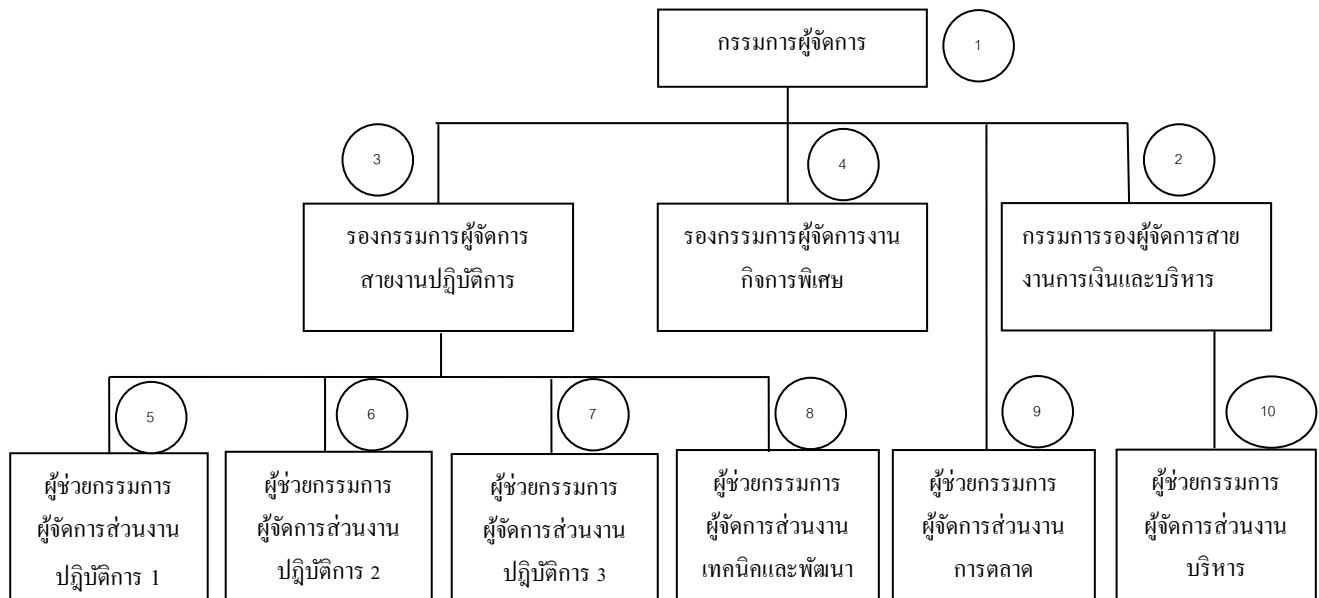 กรรมการผู้จัดการ
1
3
4
2
รองกรรมการผู้จัดการ
สายงานปฏิบัติการ
รองกรรมการผู้จัดการงาน
กิจการพิเศษ
กรรมการรองผู้จัดการสาย
งานการเงินและบริหาร
5
6
7
8
9
10
ผู้ช่วยกรรมการ
ผู้จัดการส่วนงาน
ปฎิบัติการ 1
ผู้ช่วยกรรมการ
ผู้จัดการส่วนงาน
ปฎิบัติการ 2
ผู้ช่วยกรรมการ
ผู้จัดการส่วนงาน
ปฎิบัติการ 3
ผู้ช่วยกรรมการ
ผู้จัดการส่วนงาน
เทคนิคและพัฒนา
ผู้ช่วยกรรมการ
ผู้จัดการส่วนงาน
การตลาด
ผู้ช่วยกรรมการ
ผู้จัดการส่วนงาน
บริหาร